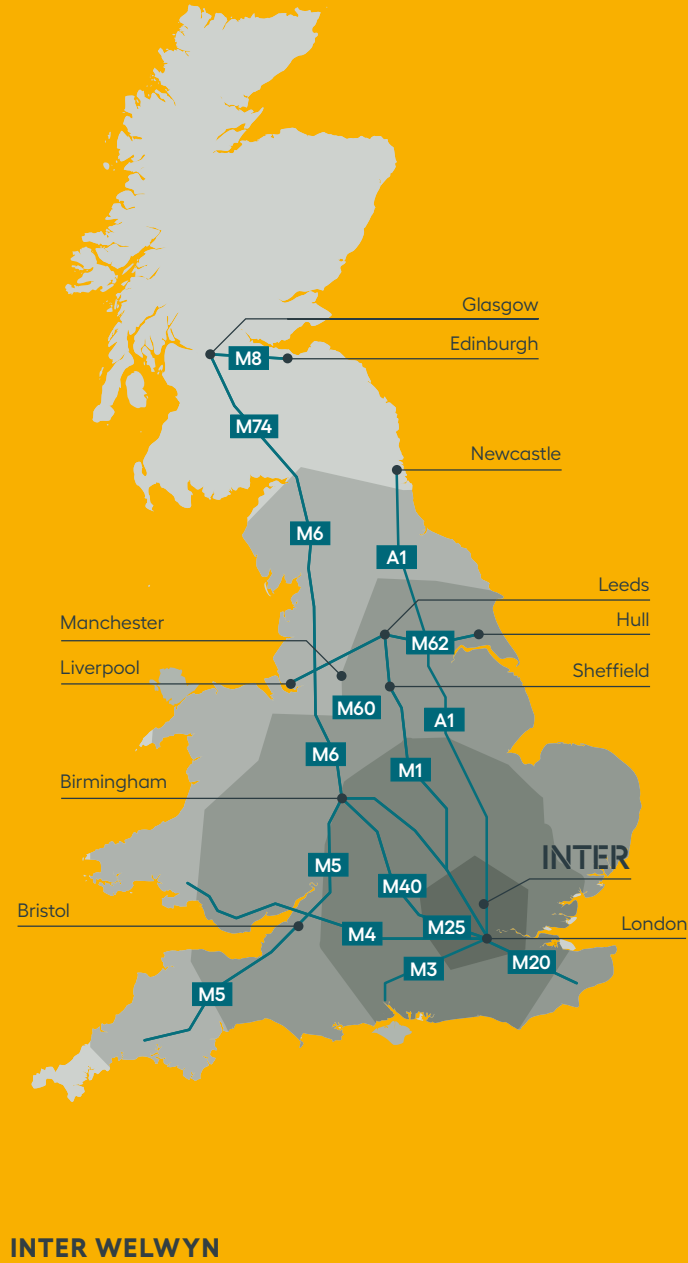 Glasgow
M8
Edinburgh
M74
Newcastle
M6
A1
Leeds
Manchester
Hull
M62
Liverpool
Sheffield
M60
A1
M6
M1
Birmingham
INTER
M5
M40
Bristol
M25
London
M4
M3
M20
M5
INTER WELWYN